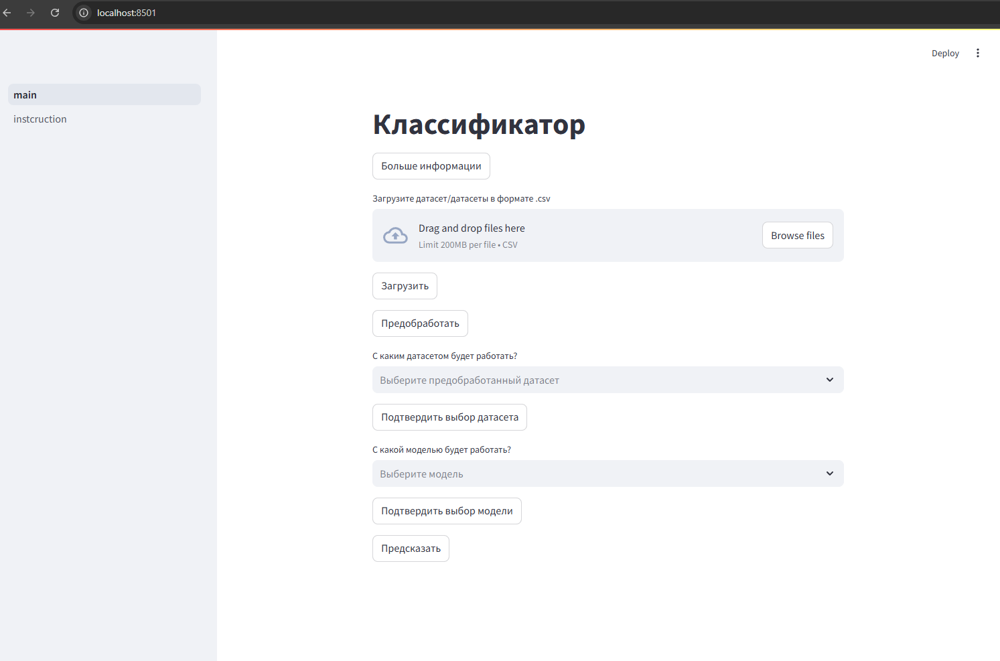 localhost:8501
Deploy
main
instcruction
Классификатор
Больше информации
Загрузите датасет/датасеты в формате .csv
Drag and drop files here
Limit 200MB per file • CSV
Browse files
Загрузить
Предобработать
С каким датасетом будет работать?
Выберите предобработанный датасет
Подтвердить выбор датасета
С какой моделью будет работать?
Выберите модель
Подтвердить выбор модели
Предсказать